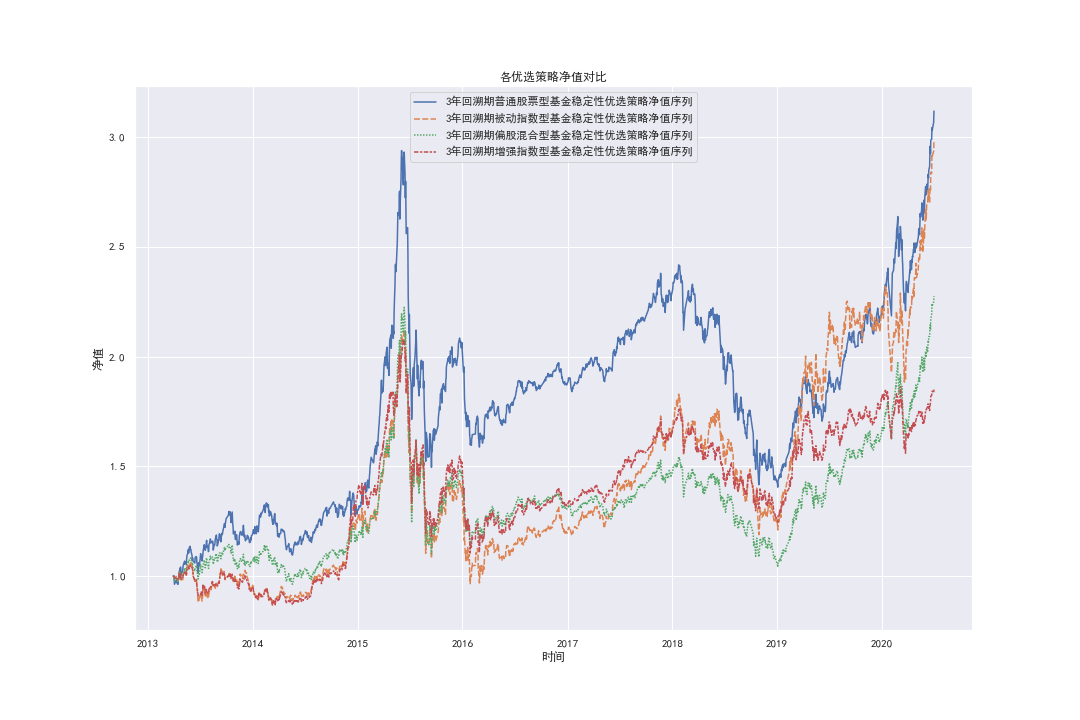 各优选策略净值对比
3年回溯期普通股票型基金稳定性优选策略净值序列
3年回溯期被动指数型基金稳定性优选策略净值序列
3年回溯期偏股混合型基金稳定性优选策略净值序列
3年回溯期增强指数型基金稳定性优选策略净值序列
3.0
2.5
2.0
1.5
1.0
净值
2013 2014 2015 2016 2017 2018 2019 2020
时间